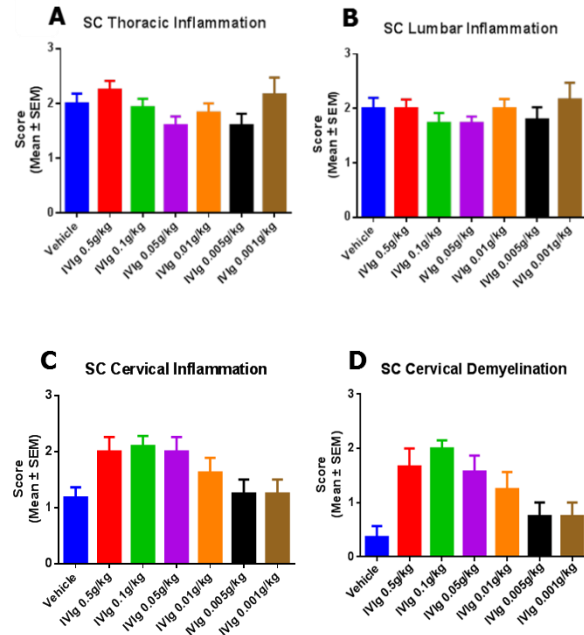 A
SC Thoracic Inflammation
Score
(Mean ± SEM)
3
2
1
0
Vehicle
IVIg 0.5g/kg
IVIg 0.1g/kg
IVIg 0.05g/kg
IVIg 0.01g/kg
IVIg 0.005g/kg
IVIg 0.001g/kg
B
SC Lumbar Inflammation
Score
(Mean ± SEM)
3
2
1
0
Vehicle
IVIg 0.5g/kg
IVIg 0.1g/kg
IVIg 0.05g/kg
IVIg 0.01g/kg
IVIg 0.005g/kg
IVIg 0.001g/kg
C
SC Cervical Inflammation
Score
(Mean ± SEM)
3
2
1
0
Vehicle
IVIg 0.5g/kg
IVIg 0.1g/kg
IVIg 0.05g/kg
IVIg 0.01g/kg
IVIg 0.005g/kg
IVIg 0.001g/kg
D
SC Cervical Demyelination
Score
(Mean ± SEM)
3
2
1
0
Vehicle
IVIg 0.5g/kg
IVIg 0.1g/kg
IVIg 0.05g/kg
IVIg 0.01g/kg
IVIg 0.005g/kg
IVIg 0.001g/kg